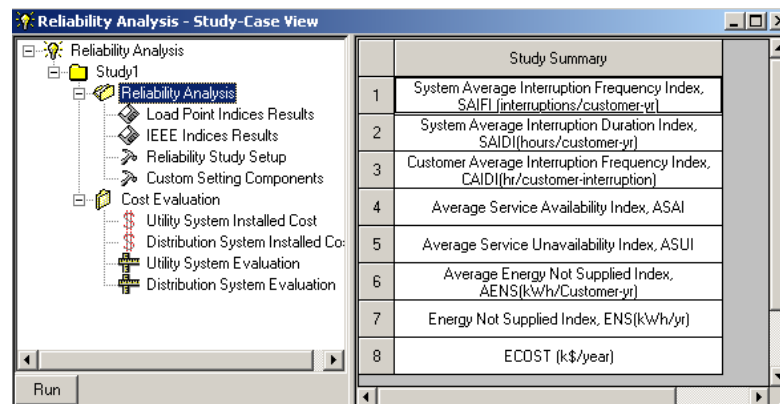 Reliability Analysis - Study-Case View
Reliability Analysis
Study1
Reliability Analysis
Load Point Indices Results
IEEE Indices Results
Reliability Study Setup
Custom Setting Components
Cost Evaluation
Utility System Installed Cost
Distribution System Installed Co
Utility System Evaluation
Distribution System Evaluation
Run
Study Summary
1
System Average Interruption Frequency Index,
SAIFI (interruptions/customer-yr)
2
System Average Interruption Duration Index,
SAIDI(hours/customer-yr)
3
Customer Average Interruption Frequency Index,
CAIDI(hr/customer-interruption)
4
Average Service Availability Index, ASAI
5
Average Service Unavailability Index, ASUI
6
Average Energy Not Supplied Index,
AENS(kWh/Customer-yr)
7
Energy Not Supplied Index, ENS(kWh/yr)
8
ECOST (k$/year)